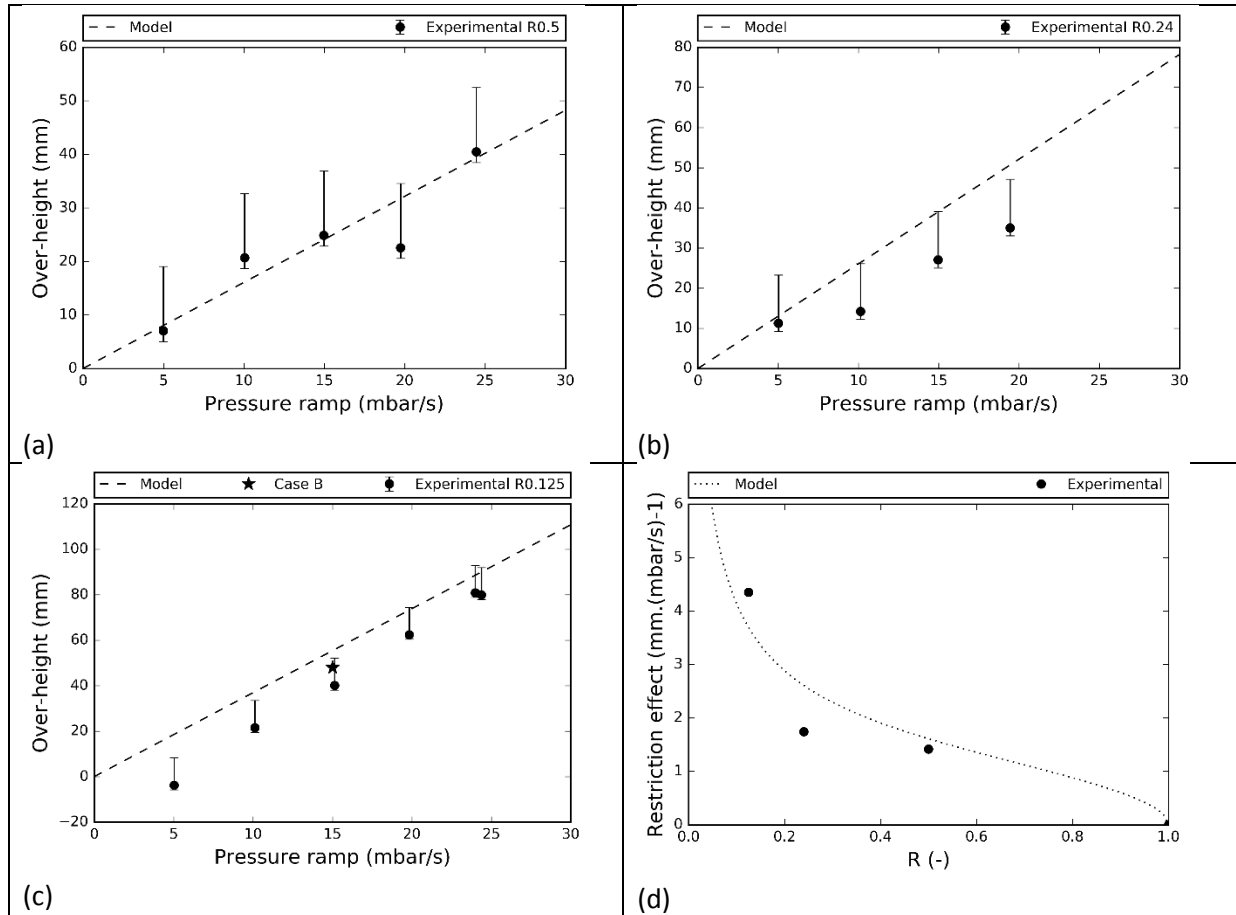 Model Experimental R0.5
60
50
40
30
20
10
0
Over-height (mm)
0 5 10 15 20 25 30
Pressure ramp (mbar/s)
(a)
Model Experimental R0.24
80
70
60
50
40
30
20
10
0
Over-height (mm)
0 5 10 15 20 25 30
Pressure ramp (mbar/s)
(b)
Model Case B Experimental R0.125
120
100
80
60
40
20
0
−20
Over-height (mm)
0 5 10 15 20 25 30
Pressure ramp (mbar/s)
(c)
Model Experimental
6
5
4
3
2
1
0
Restriction effect (mm.(mbar/s)-1)
0.0 0.2 0.4 0.6 0.8 1.0
R (-)
(d)